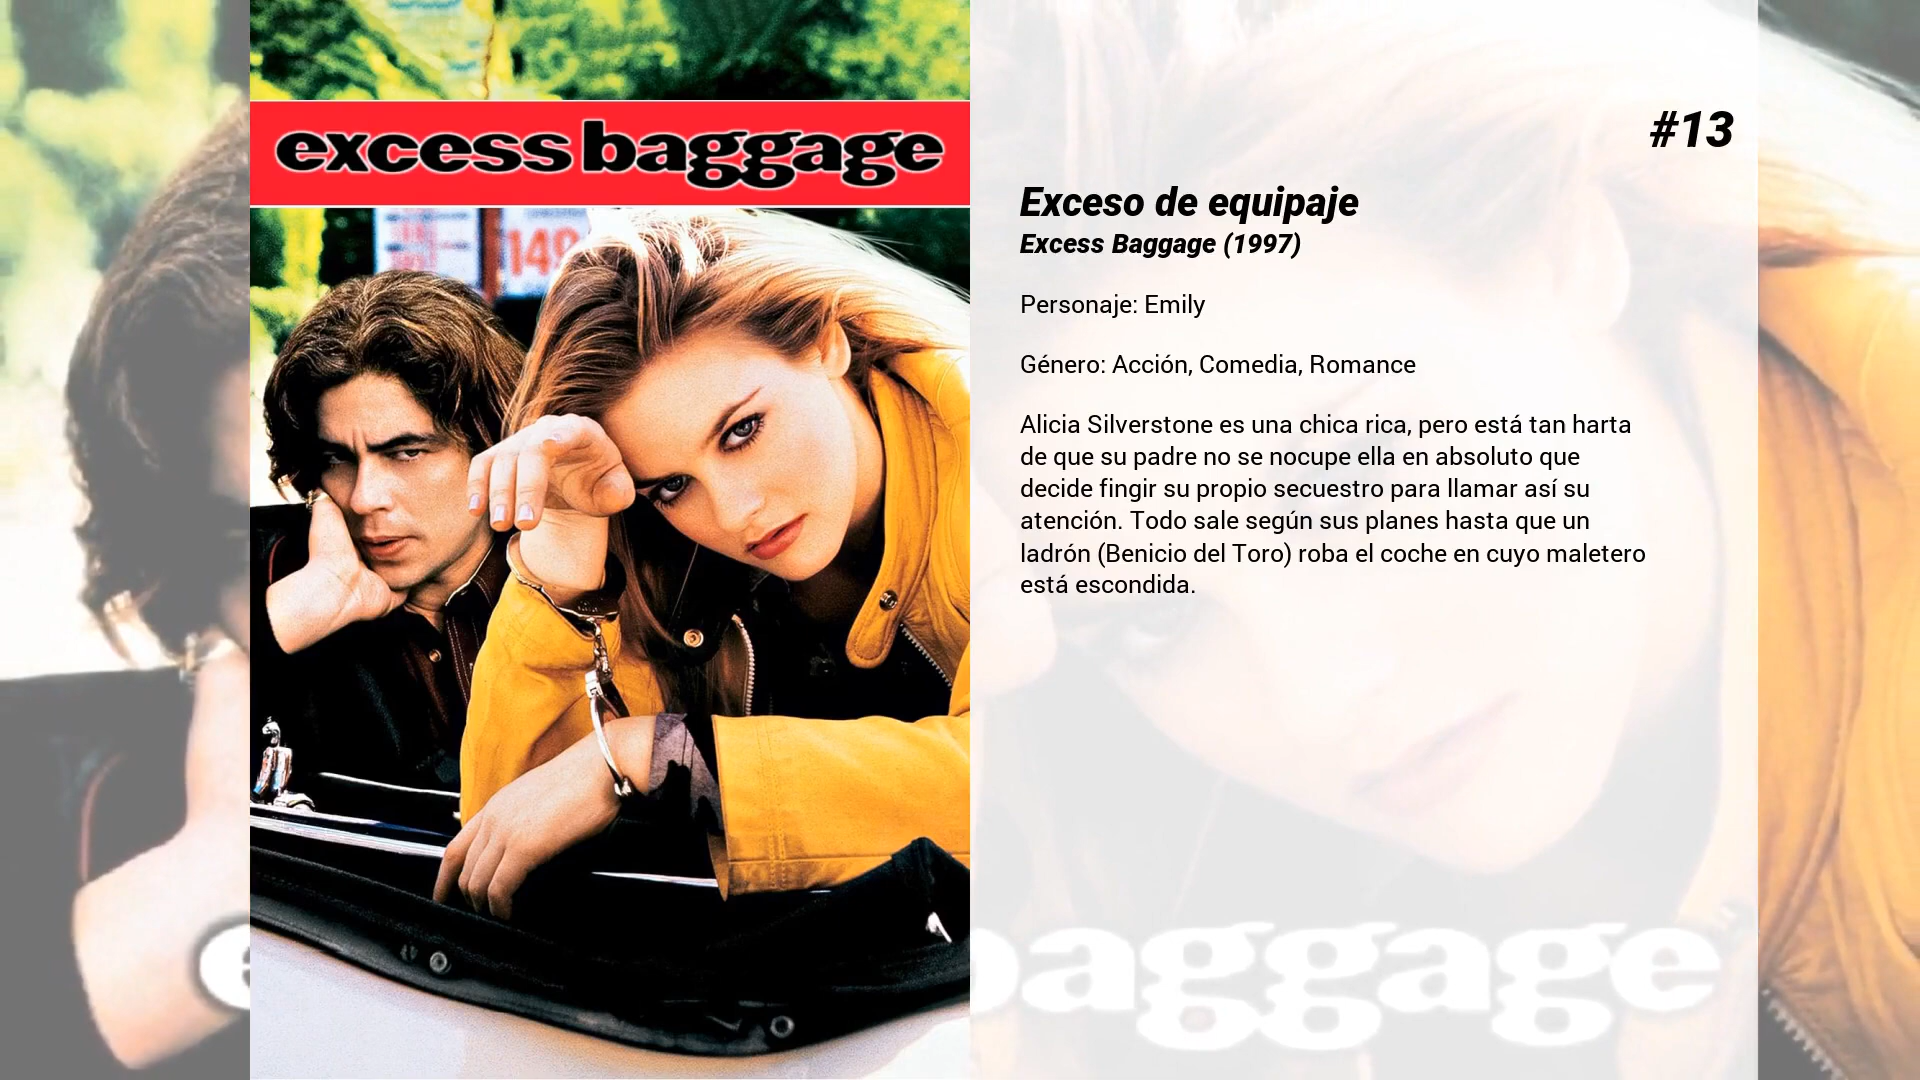 excess baggage
149
#13
Exceso de equipaje
Excess Baggage (1997)
Personaje: Emily
Género: Acción, Comedia, Romance
Alicia Silverstone es una chica rica, pero está tan harta
de que su padre no se nocupe ella en absoluto que
decide fingir su propio secuestro para llamar así su
atención. Todo sale según sus planes hasta que un
ladrón (Benicio del Toro) roba el coche en cuyo maletero
está escondida.
baggage